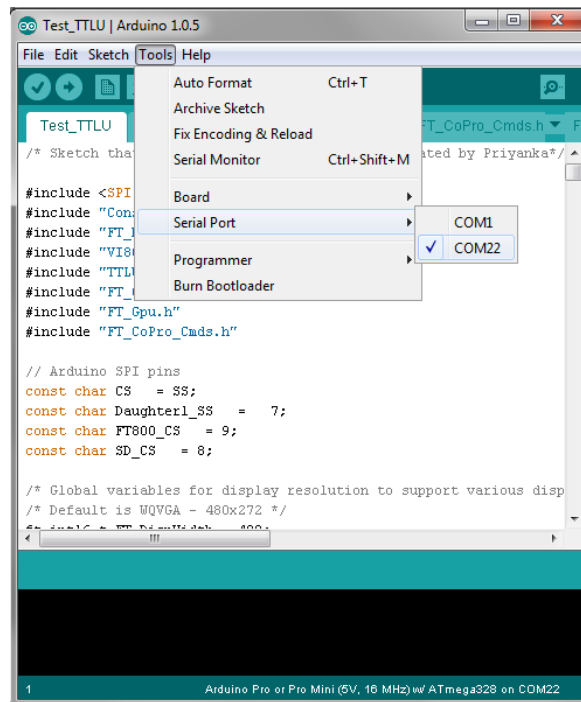 Test_TTLU | Arduino 1.0.5
File Edit Sketch Tools Help
Auto Format Ctrl+T
Archive Sketch
Fix Encoding & Reload
Serial Monitor Ctrl+Shift+M
Board
Serial Port
COM1
COM22
Programmer
Burn Bootloader
Test_TTLU FT_CoPro_Cmds.h
/* Sketch tha ated by Priyanka*/
#include <SPI
#include "Con
#include "FT_
#include "VI8
#include "TTL
#include "FT_
#include "FT_Gpu.h"
#include "FT_CoPro_Cmds.h"
// Arduino SPI pins
const char CS = SS;
const char Daughter1_SS = 7;
const char FT800_CS = 9;
const char SD_CS = 8;
/* Global variables for display resolution to support various disp
/* Default is WQVGA - 480x272 */
1 Arduino Pro or Pro Mini (5V, 16 MHz) w/ ATmega328 on COM22